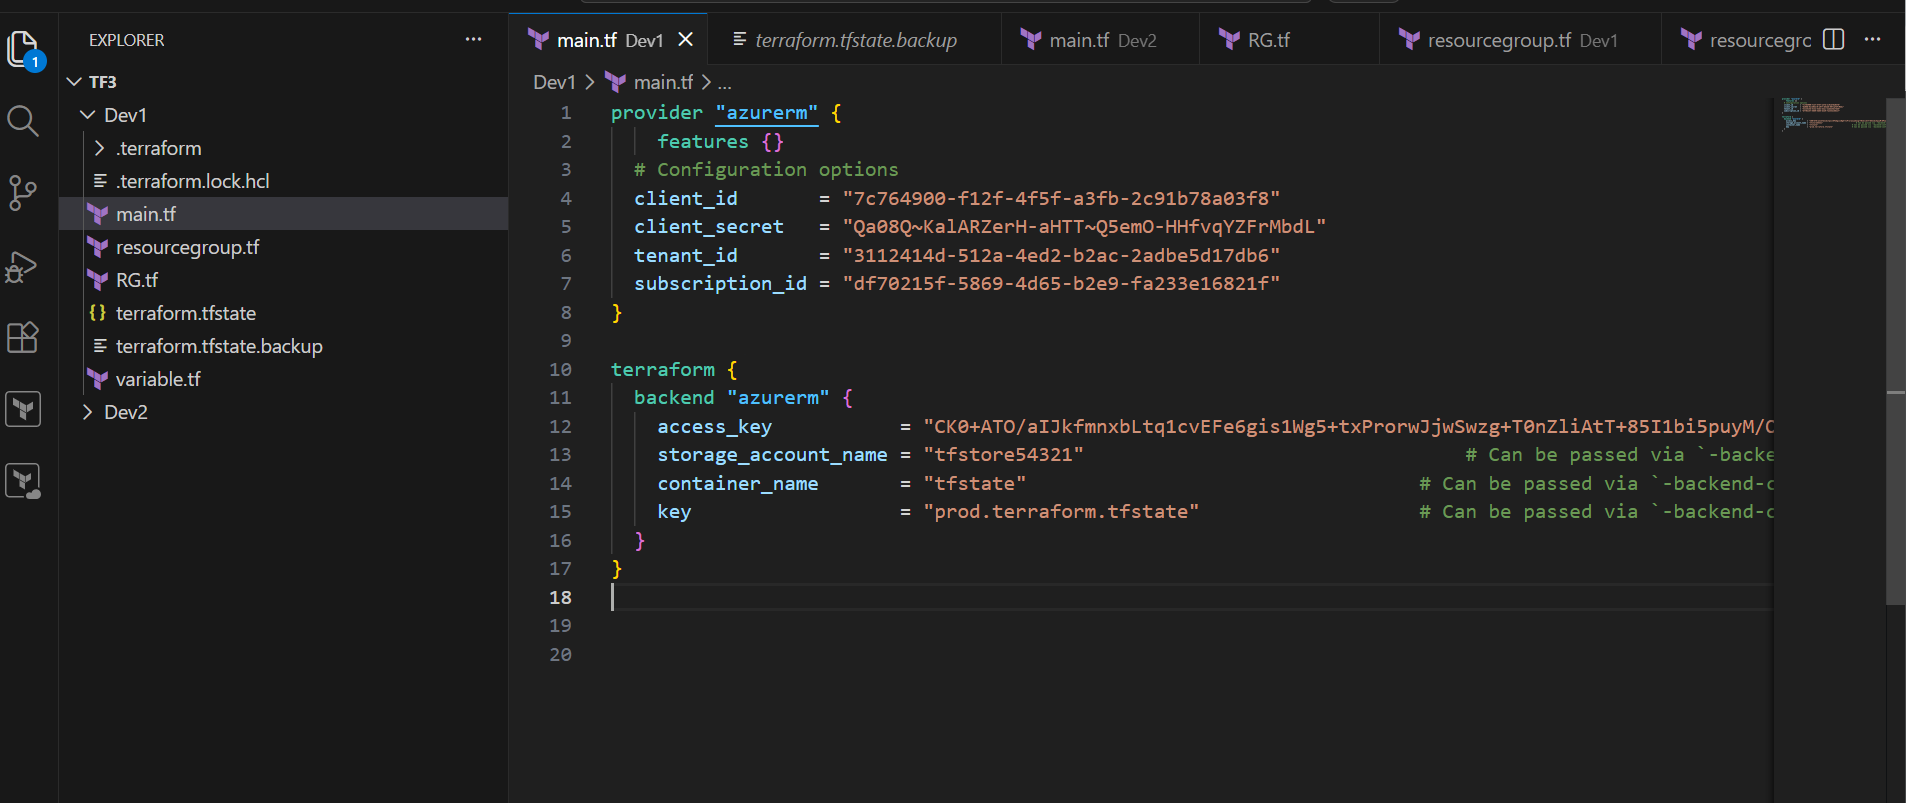 EXPLORER
TF3
Dev1
.terraform
.terraform.lock.hcl
main.tf
resourcegroup.tf
RG.tf
terraform.tfstate
terraform.tfstate.backup
variable.tf
Dev2
1
main.tf Dev1
terraform.tfstate.backup
main.tf Dev2
RG.tf
resourcegroup.tf Dev1
resourcegrc
Dev1 > main.tf > ...
1 provider "azurerm" {
2 features {}
3 # Configuration options
4 client_id = "7c764900-f12f-4f5f-a3fb-2c91b78a03f8"
5 client_secret = "Qa08Q~KalARZerH-aHTT~Q5emO-HHfvqYZFrMbdL"
6 tenant_id = "3112414d-512a-4ed2-b2ac-2adbe5d17db6"
7 subscription_id = "df70215f-5869-4d65-b2e9-fa233e16821f"
8 }
9
10 terraform {
11 backend "azurerm" {
12 access_key = "CK0+ATO/aIJkfmnxbLtq1cvEFe6gis1Wg5+txProrwJjwSwzg+T0nZliAtT+85I1bi5puyM/
13 storage_account_name = "tfstore54321" # Can be passed via `-backe
14 container_name = "tfstate" # Can be passed via `-backend-c
15 key = "prod.terraform.tfstate" # Can be passed via `-backend-c
16 }
17 }
18
19
20